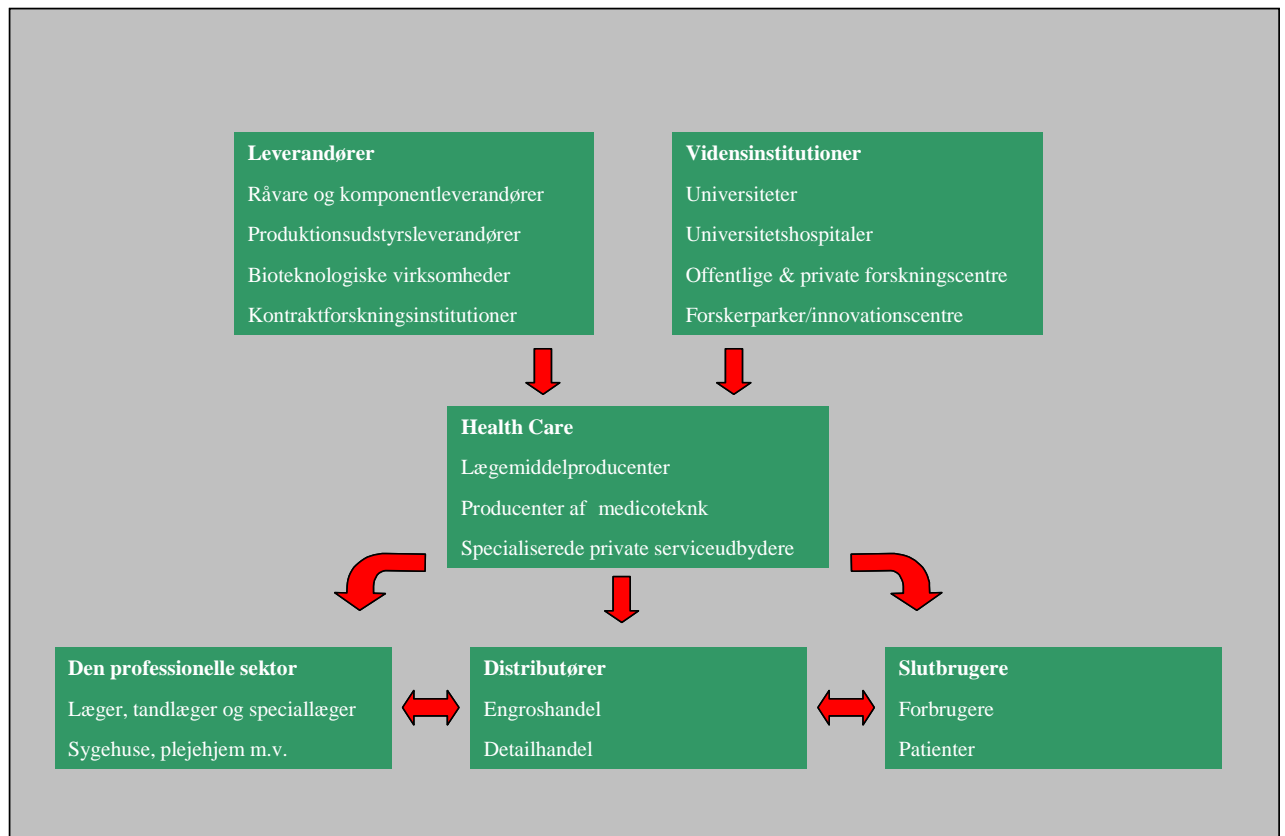 Leverandører
Råvare og komponentleverandører
Produktionsudstyrsleverandører
Bioteknologiske virksomheder
Kontraktforskningsinstitutioner
Vidensinstitutioner
Universiteter
Universitetshospitaler
Offentlige & private forskningscentre
Forskerparker/innovationscentre
Health Care
Lægemiddelproducenter
Producenter af medicoteknk
Specialiserede private serviceudbydere
Den professionelle sektor
Læger, tandlæger og speciallæger
Sygehuse, plejehjem m.v.
Distributører
Engroshandel
Detailhandel
Slutbrugere
Forbrugere
Patienter